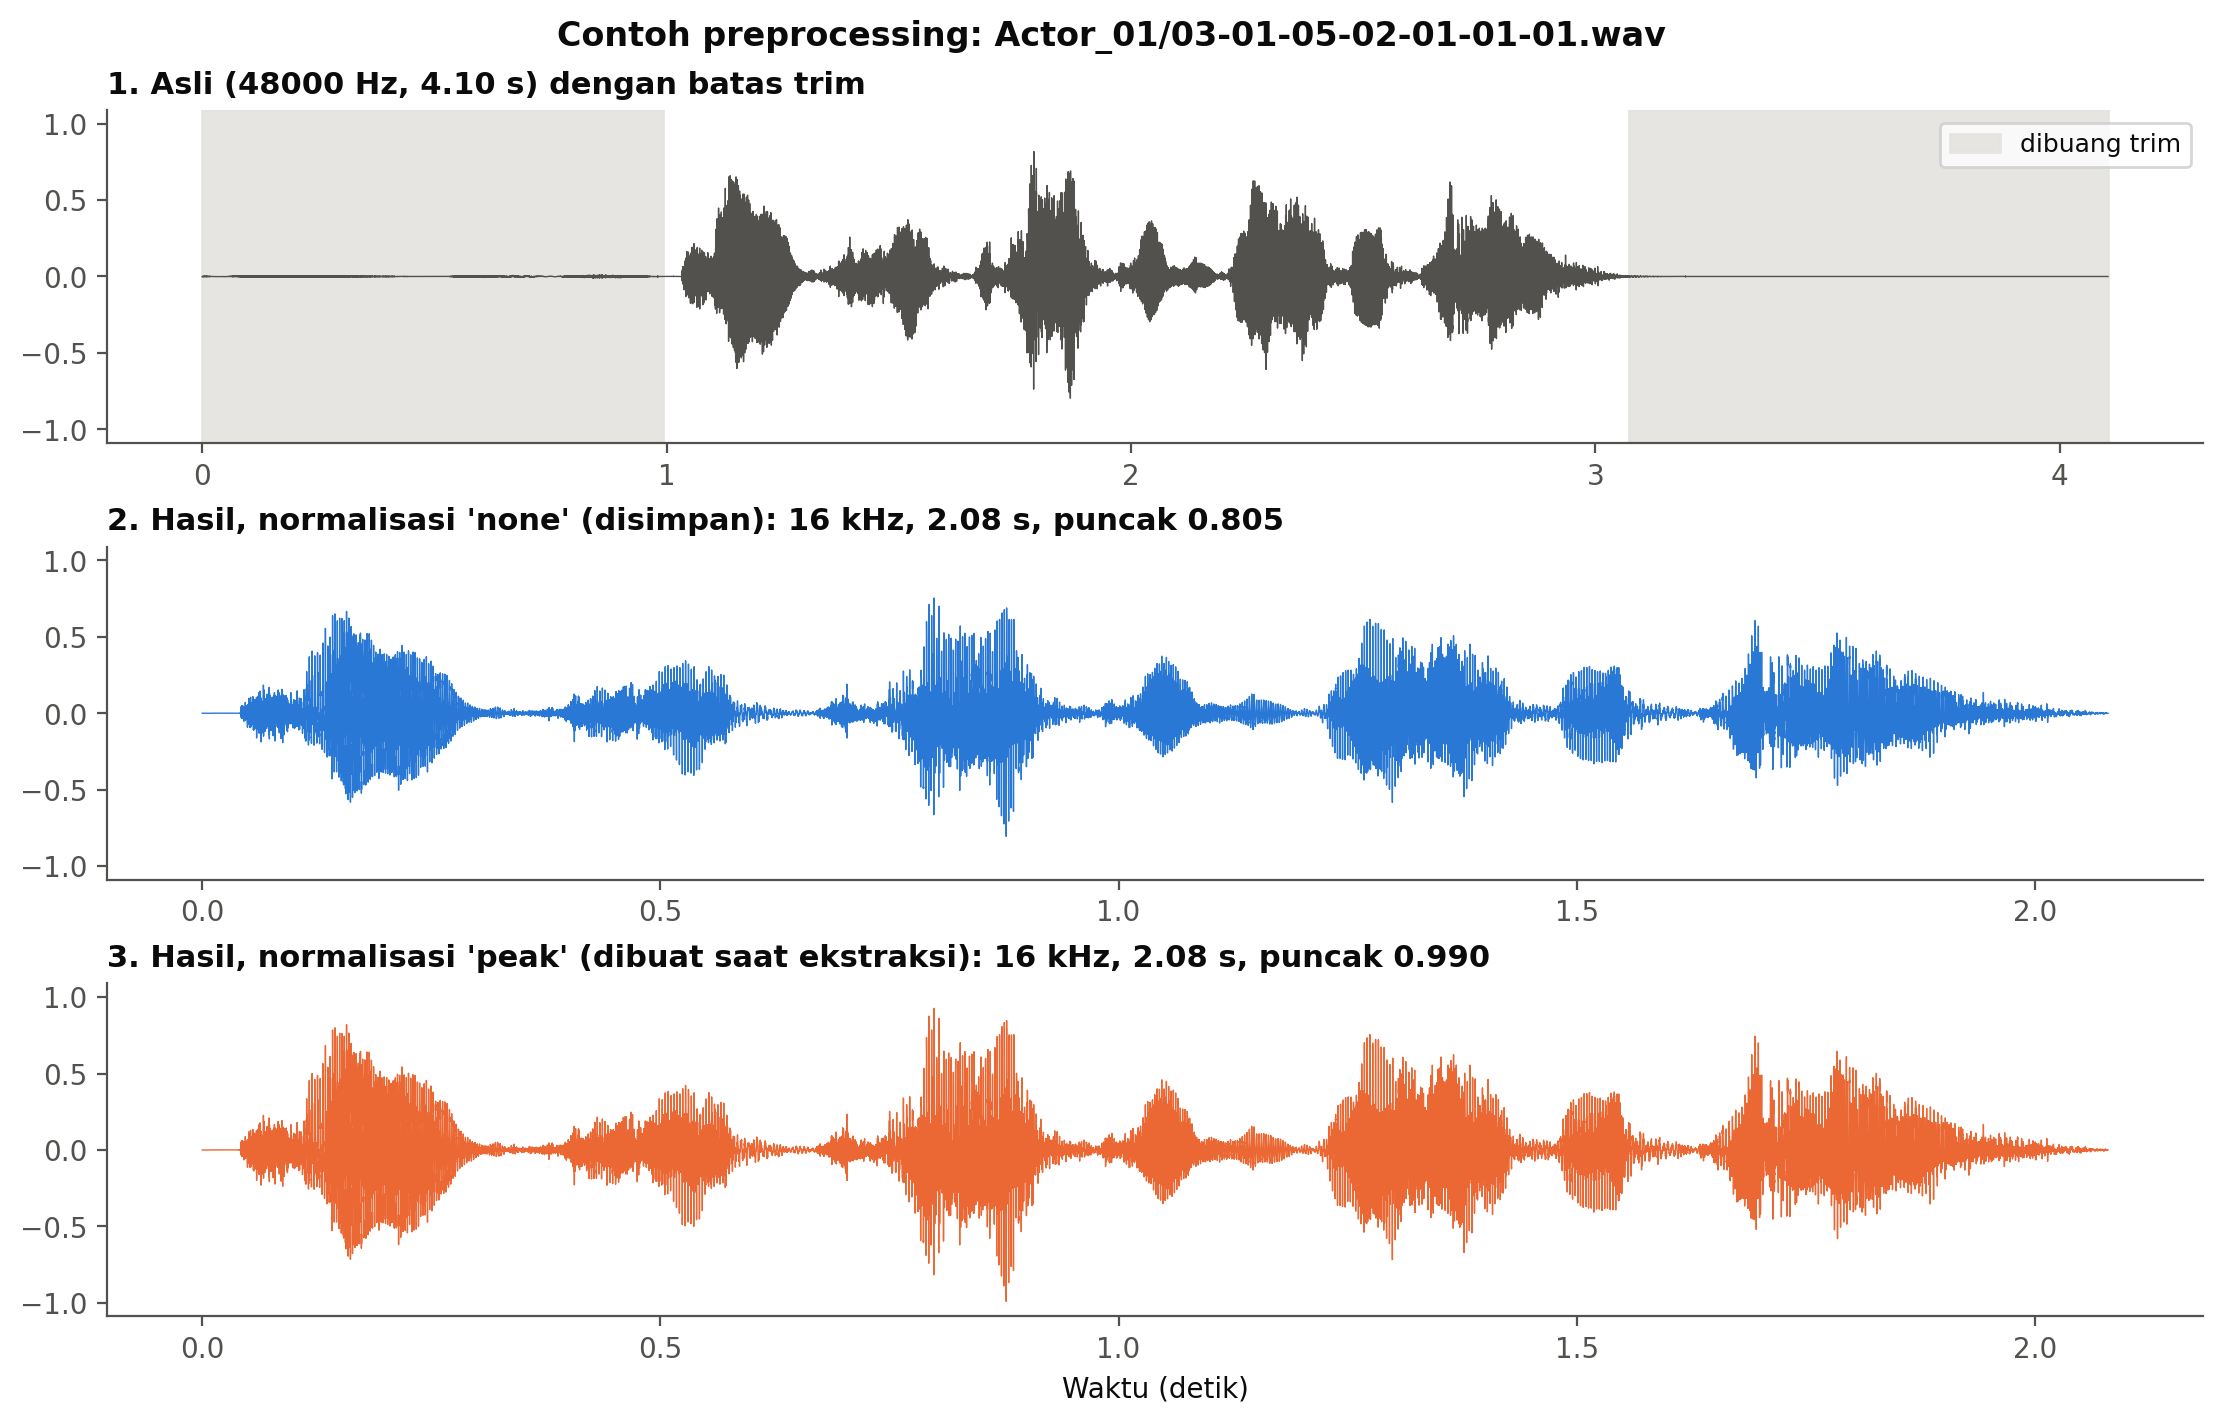 Contoh preprocessing: Actor_01/03-01-05-02-01-01-01.wav
1. Asli (48000 Hz, 4.10 s) dengan batas trim
1.0
0.5
0.0
−0.5
−1.0
dibuang trim
0 1 2 3 4
2. Hasil, normalisasi 'none' (disimpan): 16 kHz, 2.08 s, puncak 0.805
1.0
0.5
0.0
−0.5
−1.0
0.0 0.5 1.0 1.5 2.0
3. Hasil, normalisasi 'peak' (dibuat saat ekstraksi): 16 kHz, 2.08 s, puncak 0.990
1.0
0.5
0.0
−0.5
−1.0
0.0 0.5 1.0 1.5 2.0
Waktu (detik)